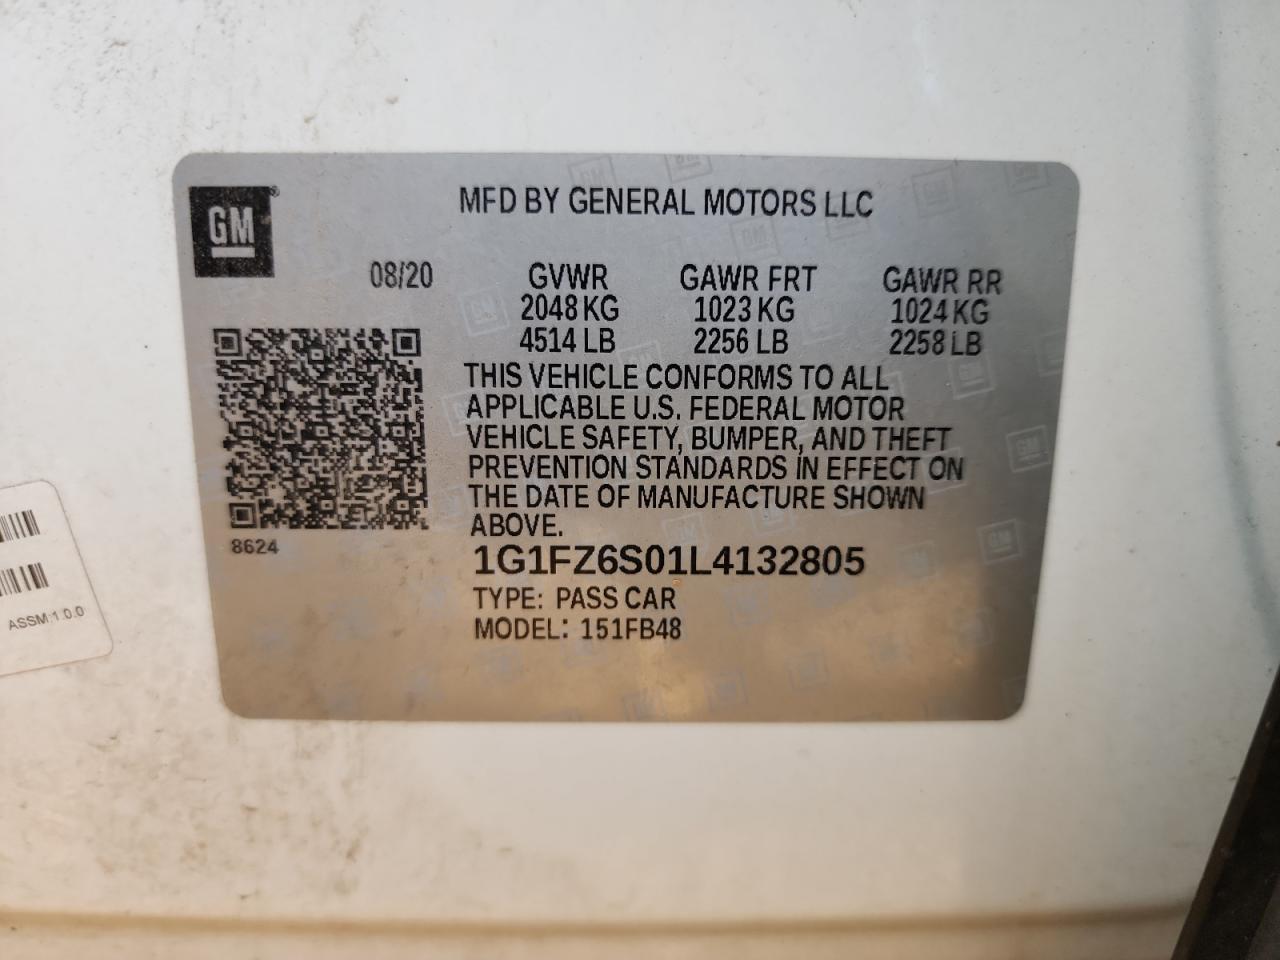 GM®
MFD BY GENERAL MOTORS LLC
08/20
GVWR GAWR FRT GAWR RR
2048 KG 1023 KG 1024 KG
4514 LB 2256 LB 2258 LB
THIS VEHICLE CONFORMS TO ALL
APPLICABLE U.S. FEDERAL MOTOR
VEHICLE SAFETY, BUMPER, AND THEFT
PREVENTION STANDARDS IN EFFECT ON
THE DATE OF MANUFACTURE SHOWN
ABOVE.
8624
1G1FZ6S01L4132805
TYPE: PASS CAR
MODEL: 151FB48
ASSM:1.0.0